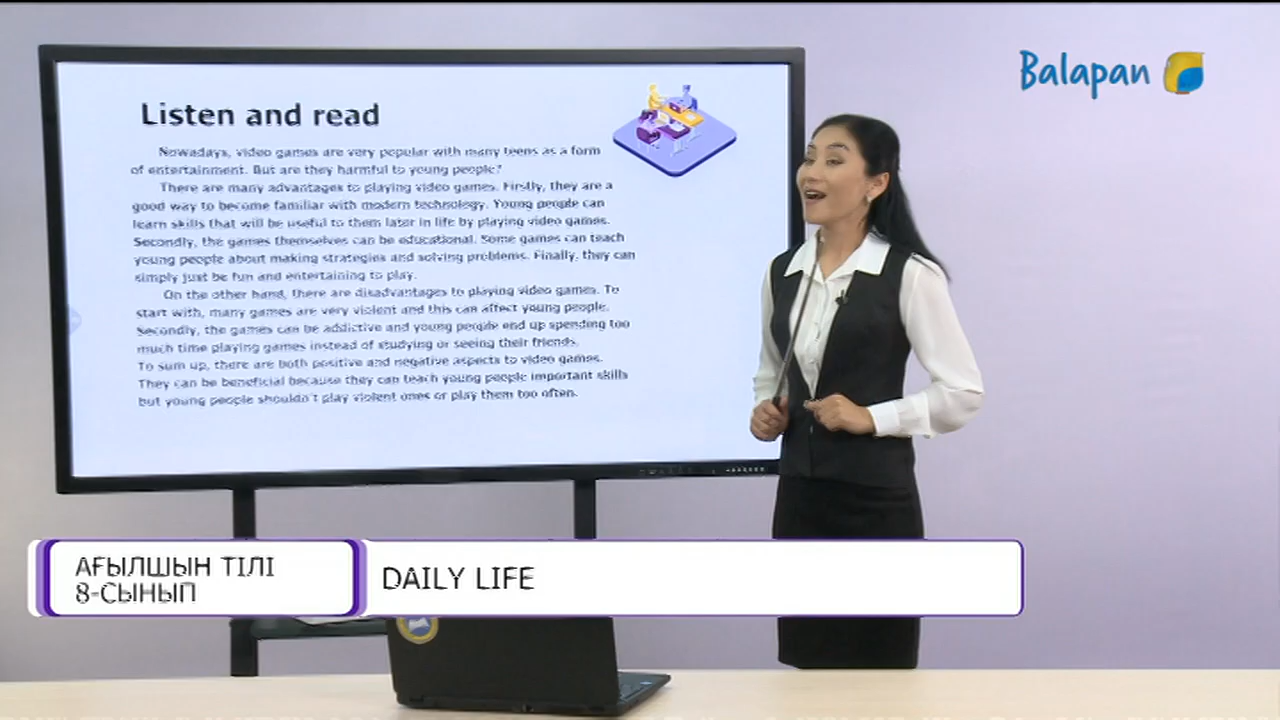 Balapan
Listen and read
Nowadays, video games are very popular with many teens as a form
of entertainment. But are they harmful to young people?
There are many advantages to playing video games. Firstly, they are a
good way to become familiar with modern technology. Young people can
learn skills that will be useful to them later in life by playing video games.
Secondly, the games themselves can be educational. Some games can teach
young people about making strategies and solving problems. Finally, they can
simply just be fun and entertaining to play.
On the other hand, there are disadvantages to playing video games. To
start with, many games are very violent and this can affect young people.
Secondly, the games can be addictive and young people end up spending too
much time playing games instead of studying or seeing their friends.
To sum up, there are both positive and negative aspects to video games.
They can be beneficial because they can teach young people important skills
but young people shouldn't play violent ones or play them too often.
АҒЫЛШЫН ТІЛІ
8-СЫНЫП
DAILY LIFE